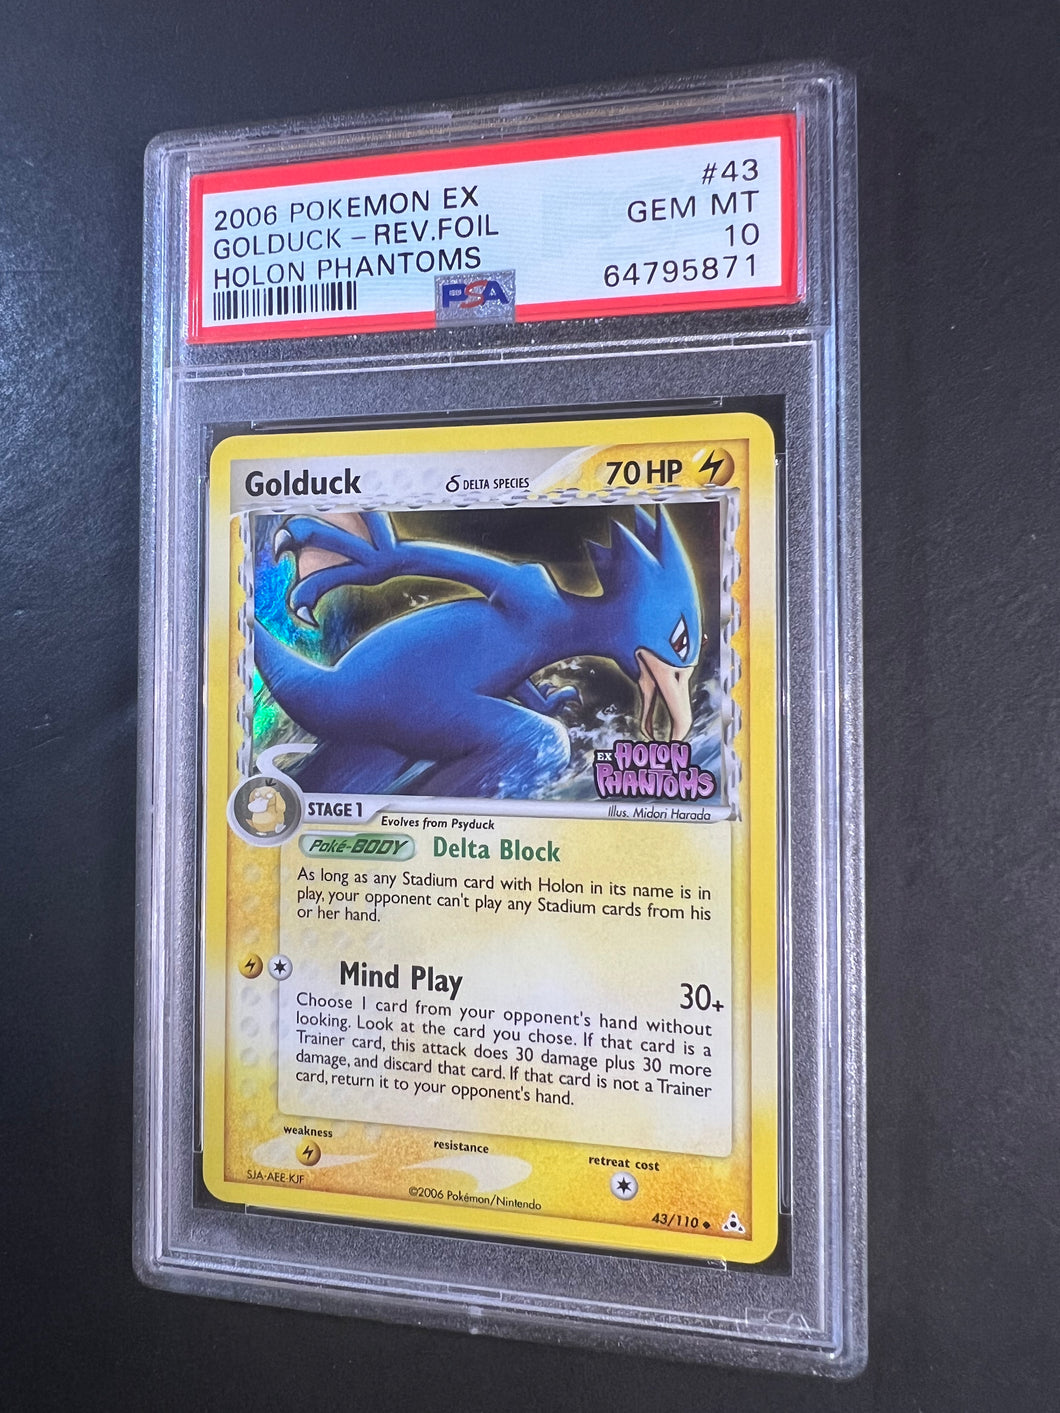 2006 POKEMON EX
GOLDUCK - REV.FOIL
HOLON PHANTOMS
#43
GEM MT
10
64795871
PSA
Golduck
δ DELTA SPECIES
70 HP
EX HOLON
PHANTOMS
Illus. Midori Harada
STAGE 1
Evolves from Psyduck
Poké-BODY Delta Block
As long as any Stadium card with Holon in its name is in
play, your opponent can't play any Stadium cards from his
or her hand.
Mind Play 30+
Choose 1 card from your opponent's hand without
looking. Look at the card you chose. If that card is a
Trainer card, this attack does 30 damage plus 30 more
damage, and discard that card. If that card is not a Trainer
card, return it to your opponent's hand.
weakness
resistance
retreat cost
SJA-AEE-KJF
©2006 Pokémon/Nintendo
43/110
PSA